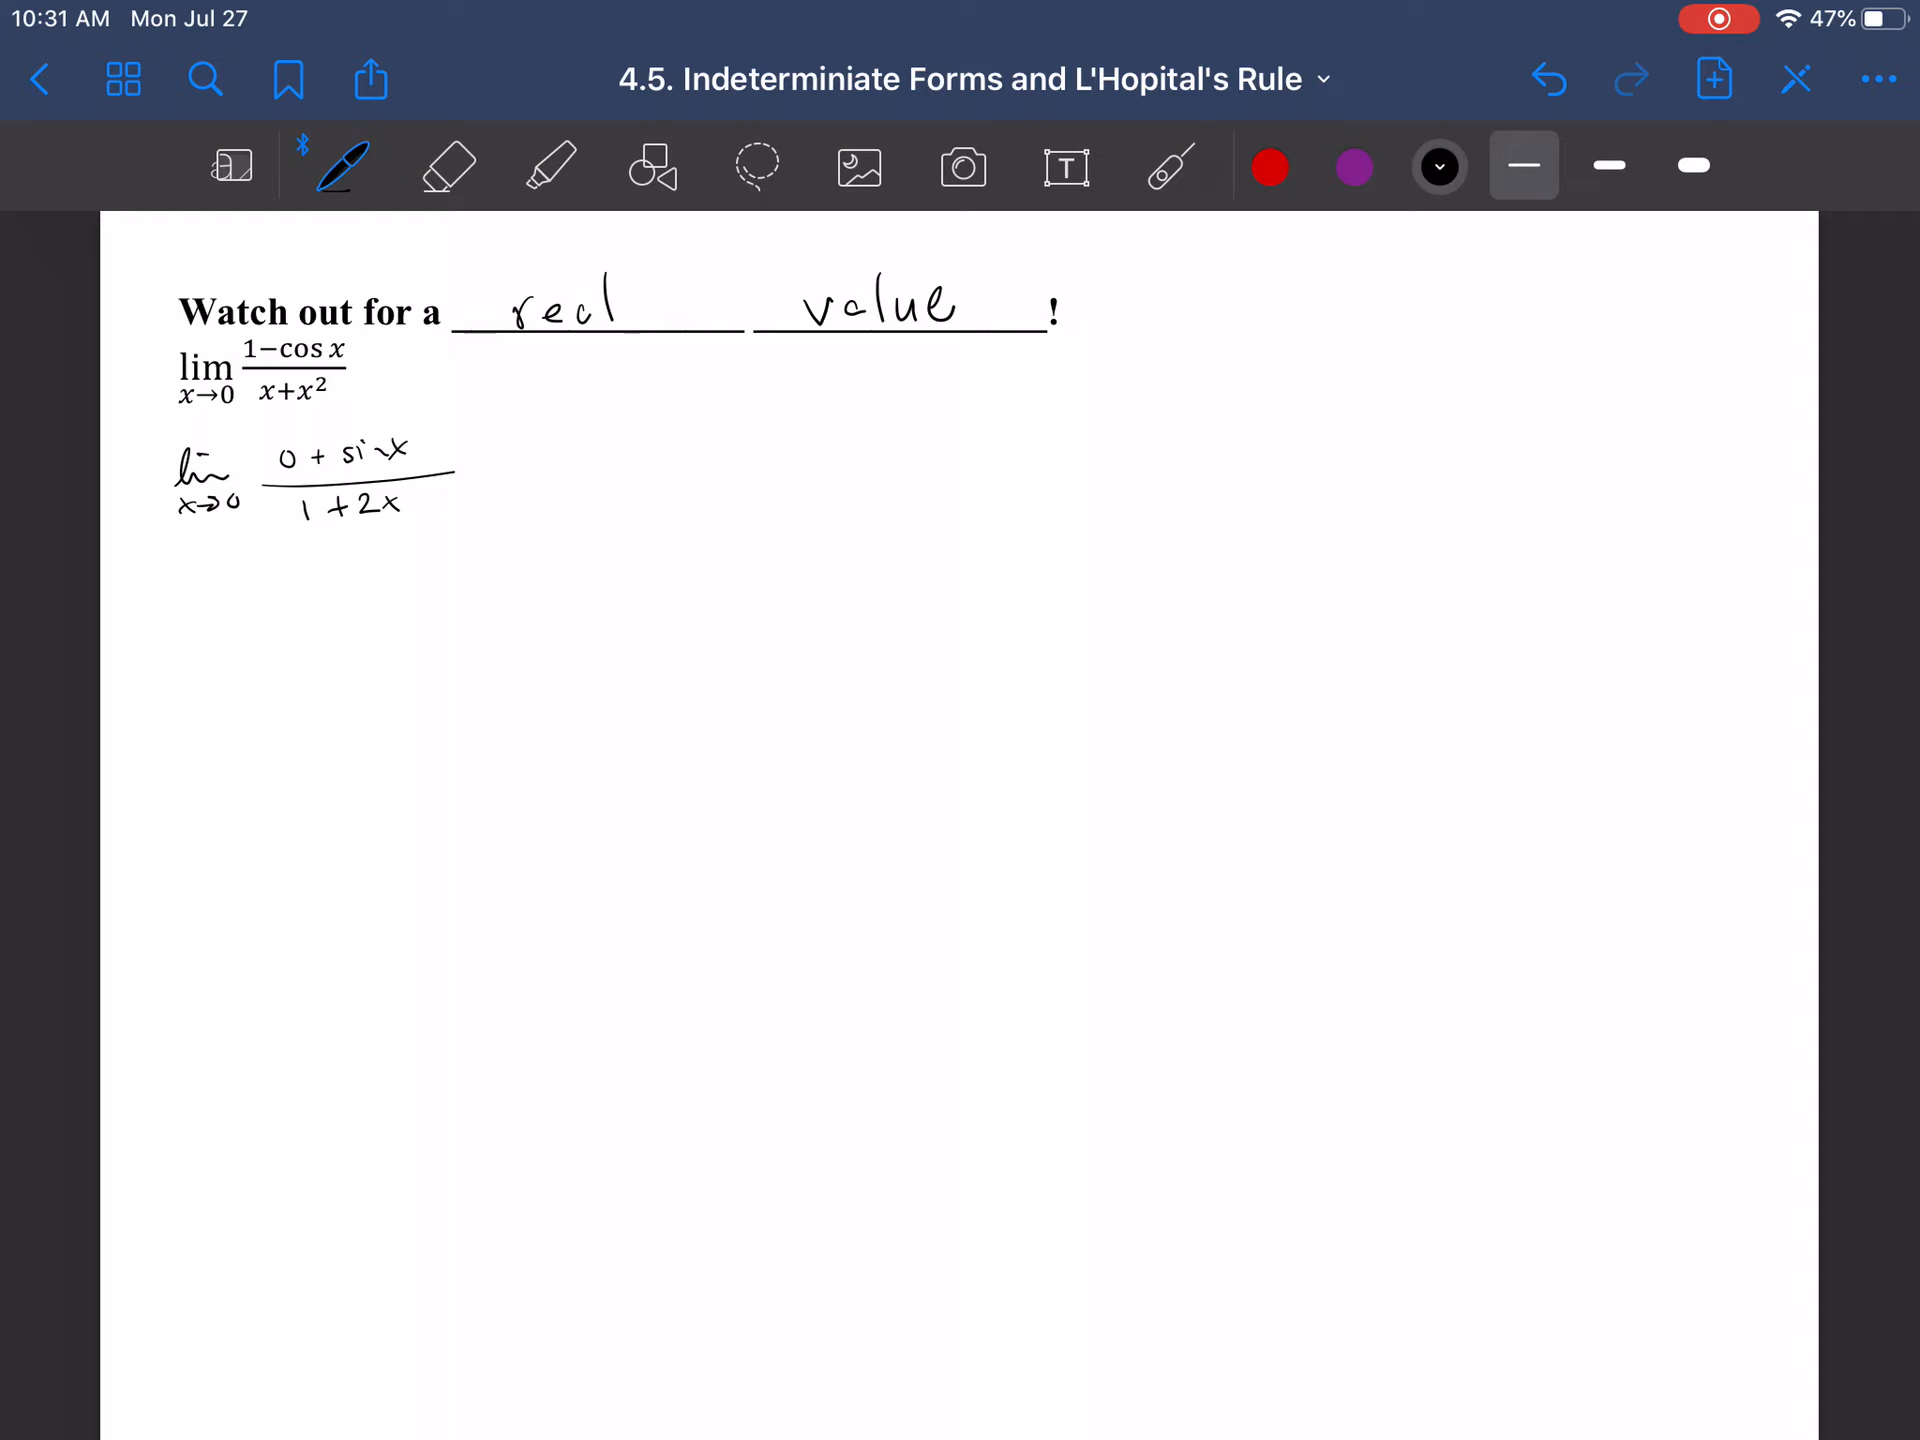 10:31 AM Mon Jul 27 47%
4.5. Indeterminiate Forms and L'Hopital's Rule
Watch out for a real value!
lim x→0 (1−cos x)/(x+x²)
lim x→0 (0 + sin x)/(1 + 2x)